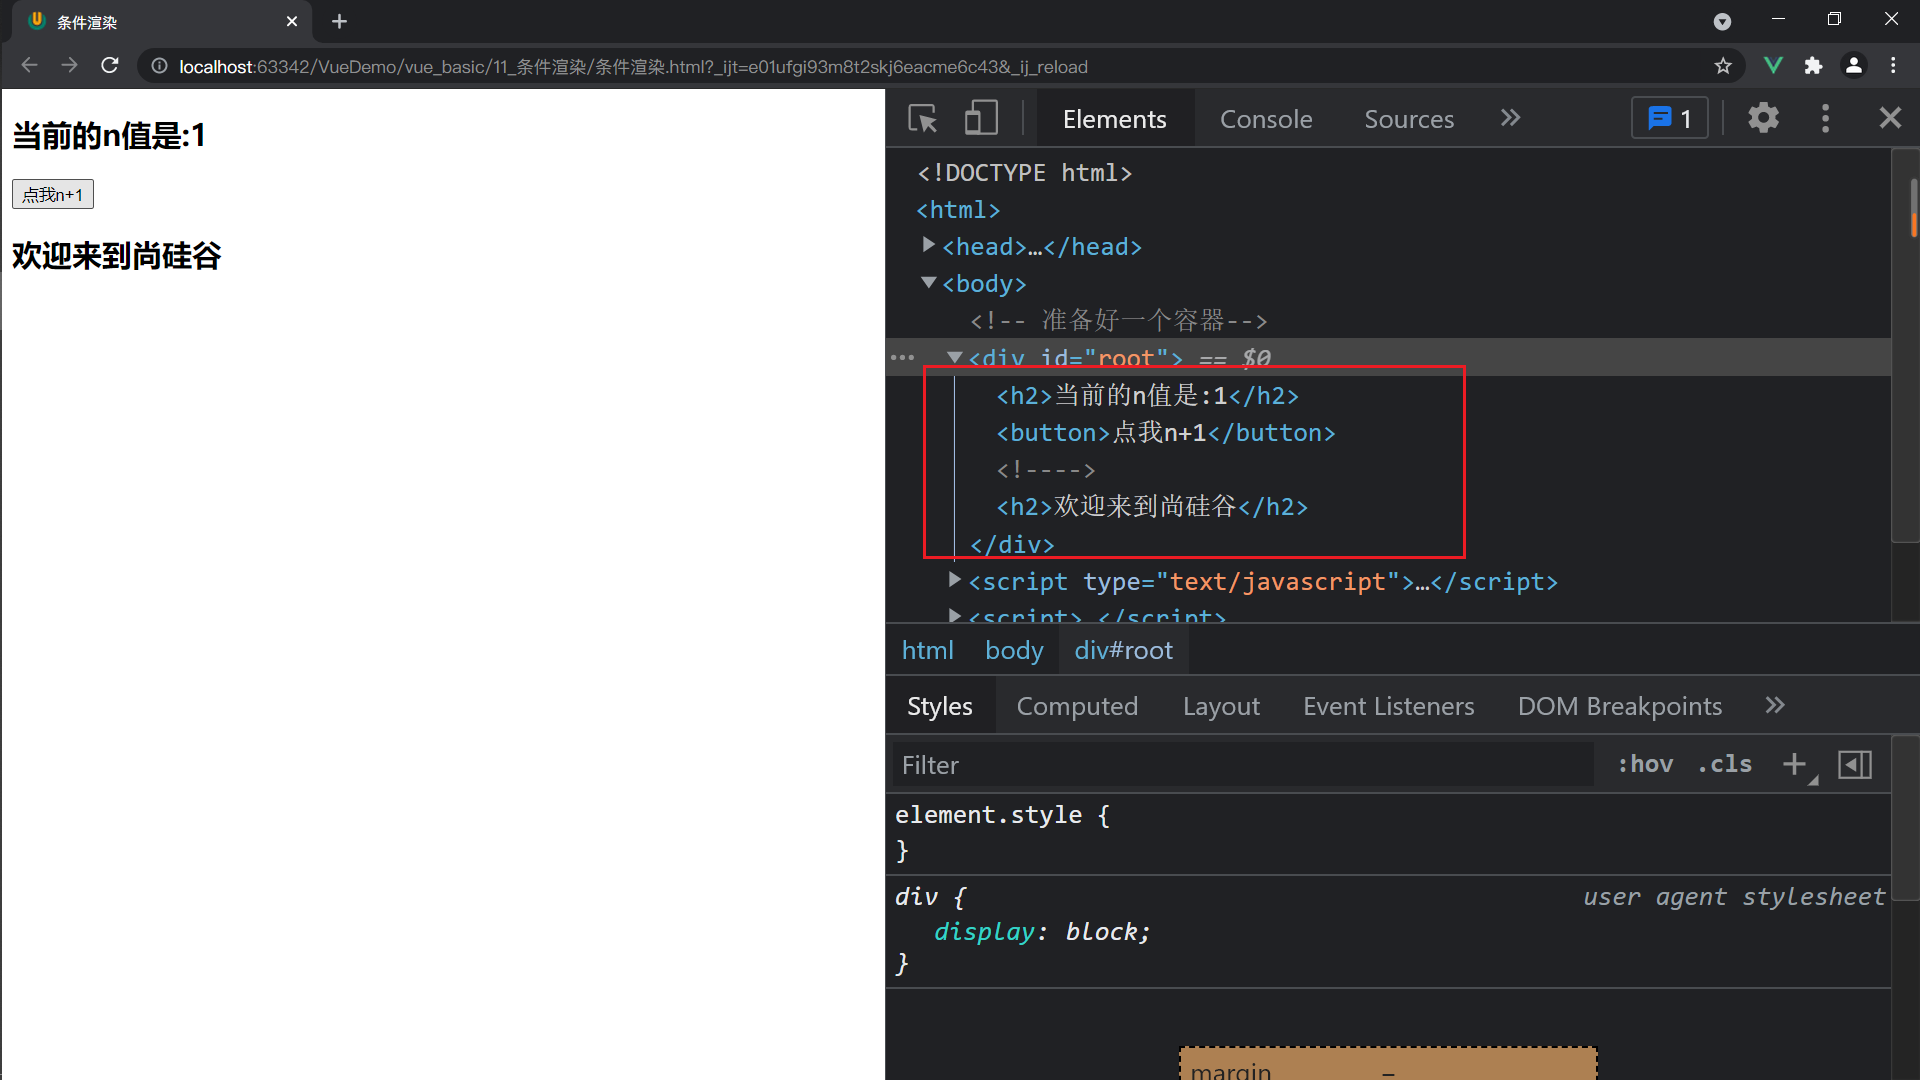 条件渲染
localhost:63342/VueDemo/vue_basic/11_条件渲染/条件渲染.html?_ijt=e01ufgi93m8t2skj6eacme6c43&_ij_reload
当前的n值是:1
点我n+1
欢迎来到尚硅谷
Elements Console Sources » 1
<!DOCTYPE html>
<html>
<head>…</head>
<body>
<!-- 准备好一个容器-->
<div id="root"> == $0
<h2>当前的n值是:1</h2>
<button>点我n+1</button>
<!---->
<h2>欢迎来到尚硅谷</h2>
</div>
<script type="text/javascript">…</script>
<script> </script>
html body div#root
Styles Computed Layout Event Listeners DOM Breakpoints »
Filter :hov .cls +
element.style {
}
div { user agent stylesheet
display: block;
}
margin –